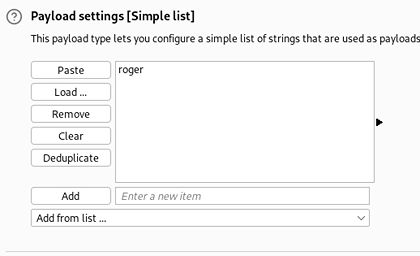 Payload settings [Simple list]
This payload type lets you configure a simple list of strings that are used as payloads
Paste
roger
Load ...
Remove
Clear
Deduplicate
Add
Enter a new item
Add from list ...